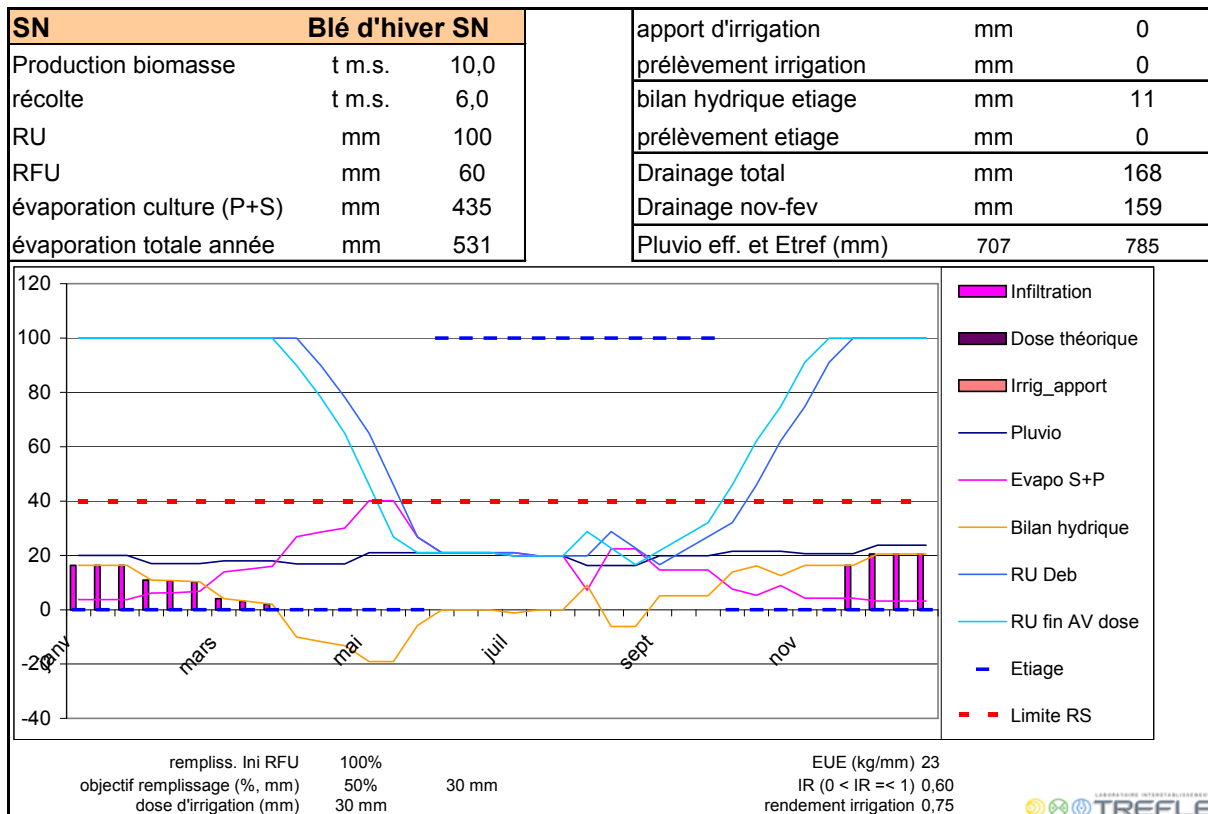 SN Blé d'hiver SN
Production biomasse t m.s. 10,0
récolte t m.s. 6,0
RU mm 100
RFU mm 60
évaporation culture (P+S) mm 435
évaporation totale année mm 531
apport d'irrigation mm 0
prélèvement irrigation mm 0
bilan hydrique etiage mm 11
prélèvement etiage mm 0
Drainage total mm 168
Drainage nov-fev mm 159
Pluvio eff. et Etref (mm) 707 785
120
100
80
60
40
20
0
-20
-40
janv mars mai juil sept nov
Infiltration
Dose théorique
Irrig_apport
Pluvio
Evapo S+P
Bilan hydrique
RU Deb
RU fin AV dose
Etiage
Limite RS
rempliss. Ini RFU 100%
objectif remplissage (%, mm) 50% 30 mm
dose d'irrigation (mm) 30 mm
EUE (kg/mm) 23
IR (0 < IR =< 1) 0,60
rendement irrigation 0,75
LABORATOIRE INTERETABLISSEMENT
TREFLE